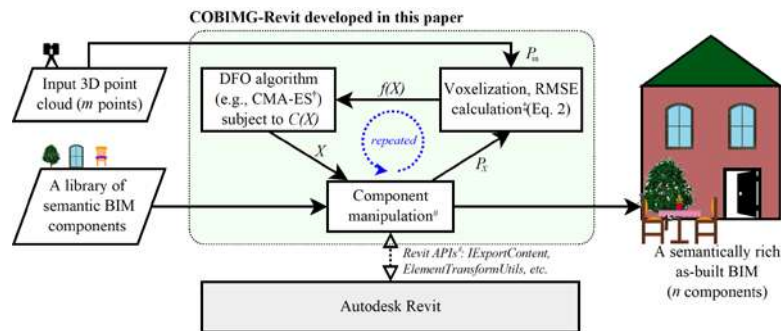 COBIMG-Revit developed in this paper
Input 3D point
cloud (m points)
DFO algorithm
(e.g., CMA-ES†)
subject to C(X)
f(X)
P_in
Voxelization, RMSE
calculation‡(Eq. 2)
X
repeated
P_X
A library of
semantic BIM
components
Component
manipulation#
Revit APIs#: IExportContent,
ElementTransformUtils, etc.
Autodesk Revit
A semantically rich
as-built BIM
(n components)